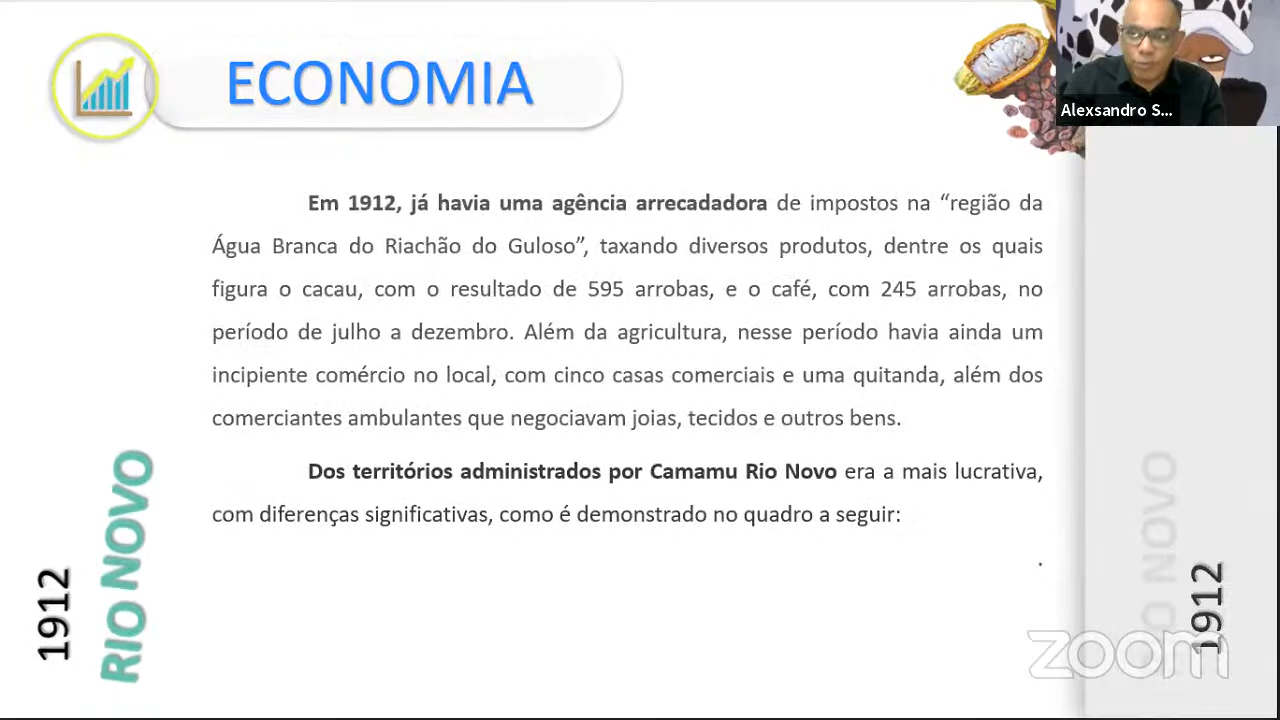 ECONOMIA
Alexsandro S...
Em 1912, já havia uma agência arrecadadora de impostos na “região da
Água Branca do Riachão do Guloso”, taxando diversos produtos, dentre os quais
figura o cacau, com o resultado de 595 arrobas, e o café, com 245 arrobas, no
período de julho a dezembro. Além da agricultura, nesse período havia ainda um
incipiente comércio no local, com cinco casas comerciais e uma quitanda, além dos
comerciantes ambulantes que negociavam joias, tecidos e outros bens.
Dos territórios administrados por Camamu Rio Novo era a mais lucrativa,
com diferenças significativas, como é demonstrado no quadro a seguir:
.
1912
RIO NOVO
RIO NOVO
1912
zoom